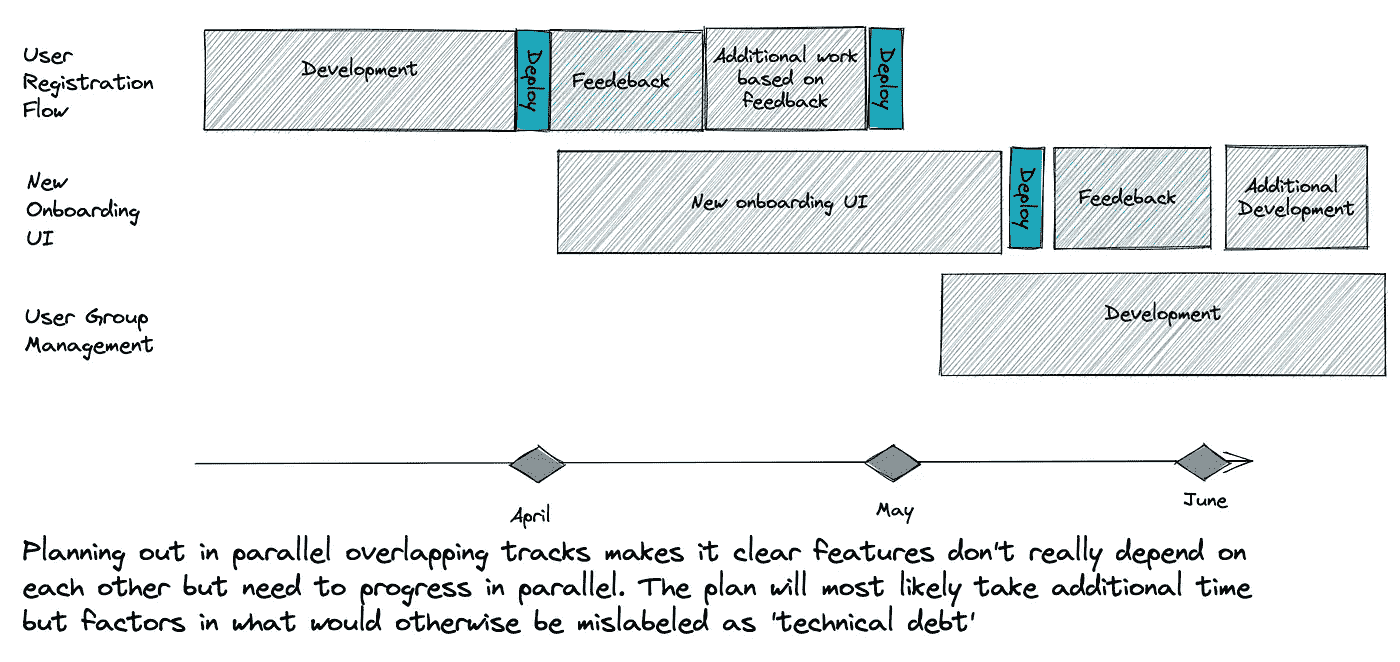 User
Registration
Flow
Development
Deploy
Feedeback
Additional work
based on
feedback
Deploy
New
Onboarding
UI
New onboarding UI
Deploy
Feedeback
Additional
Development
User Group
Management
Development
April
May
June
Planning out in parallel overlapping tracks makes it clear features don't really depend on
each other but need to progress in parallel. The plan will most likely take additional time
but factors in what would otherwise be mislabeled as 'technical debt'